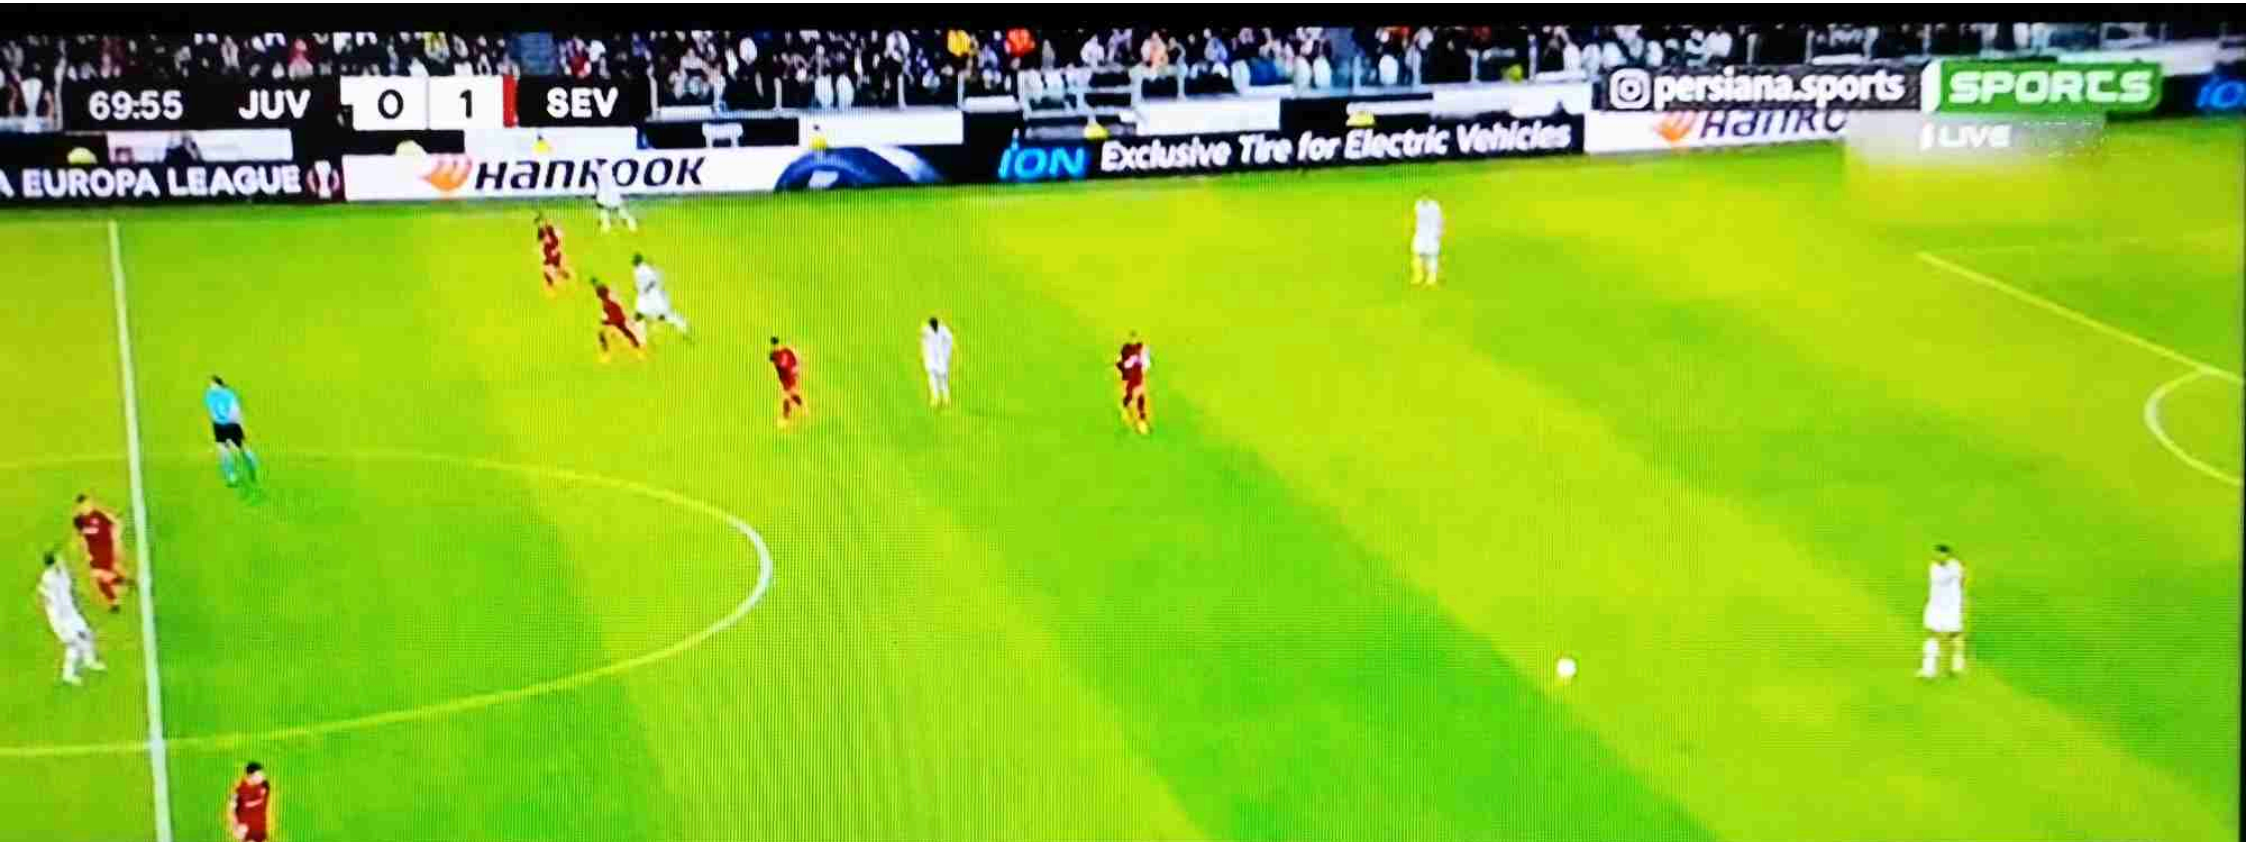 69:55 JUV 0 1 SEV
persiana.sports
SPORTS
LIVE
A EUROPA LEAGUE
HANKOOK
iON Exclusive Tire for Electric Vehicles